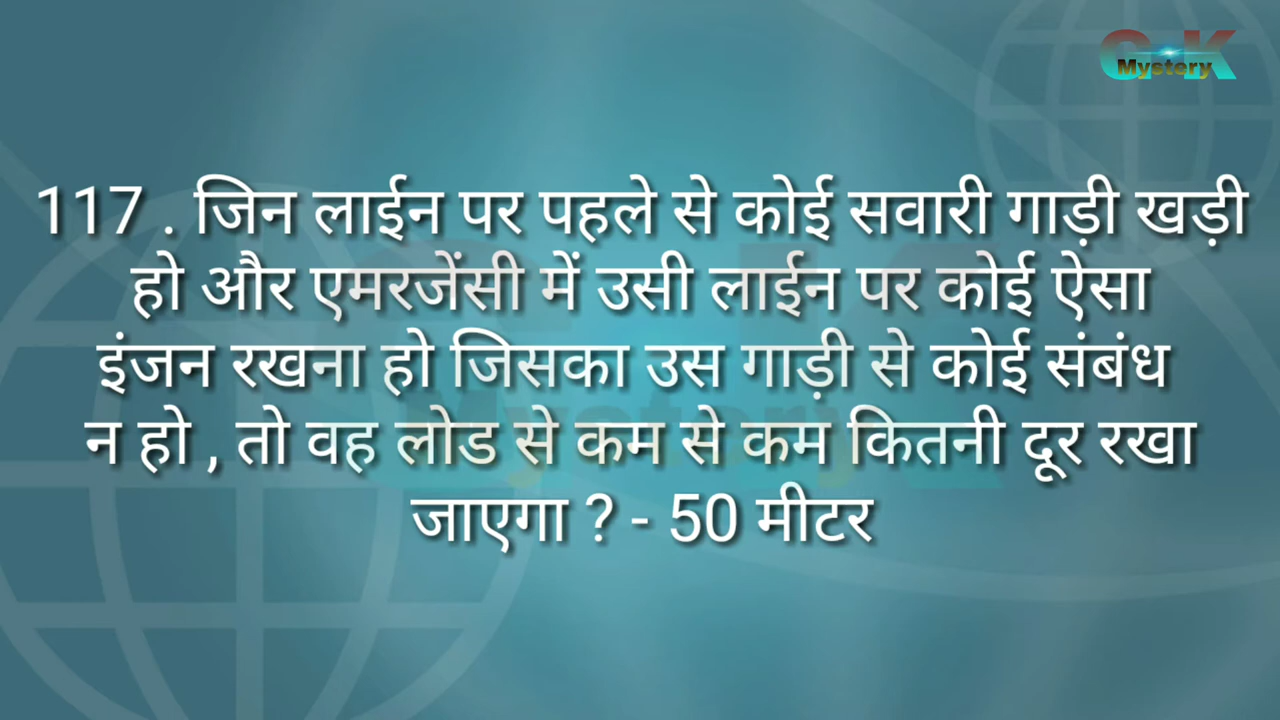 G K
Mystery
117 . जिन लाईन पर पहले से कोई सवारी गाड़ी खड़ी
हो और एमरजेंसी में उसी लाईन पर कोई ऐसा
इंजन रखना हो जिसका उस गाड़ी से कोई संबंध
न हो , तो वह लोड से कम से कम कितनी दूर रखा
जाएगा ? - 50 मीटर